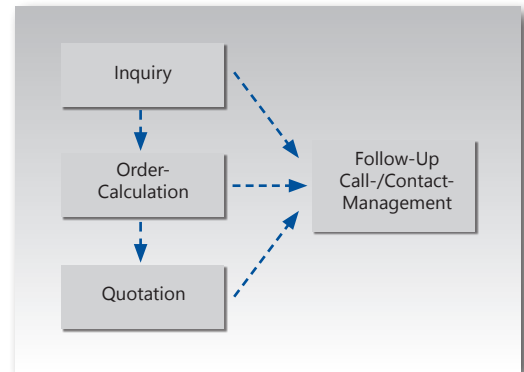 Inquiry
Order-
Calculation
Quotation
Follow-Up
Call-/Contact-
Management